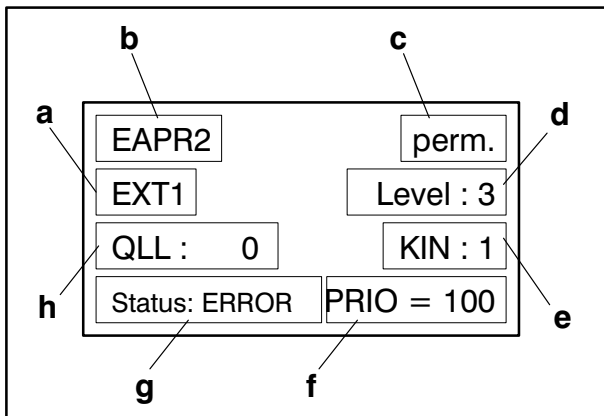 b c
a d
EAPR2 perm.
EXT1 Level : 3
QLL : 0 KIN : 1
Status: ERROR PRIO = 100
h e
g f